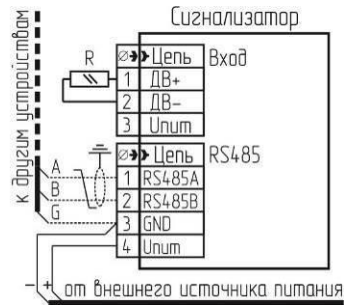 Сигнализатор
к другим устройствам
R
Цепь Вход
1 ДВ+
2 ДВ-
3 Uпит
Цепь RS485
A 1 RS485A
B 2 RS485B
G 3 GND
4 Uпит
- + от внешнего источника питания